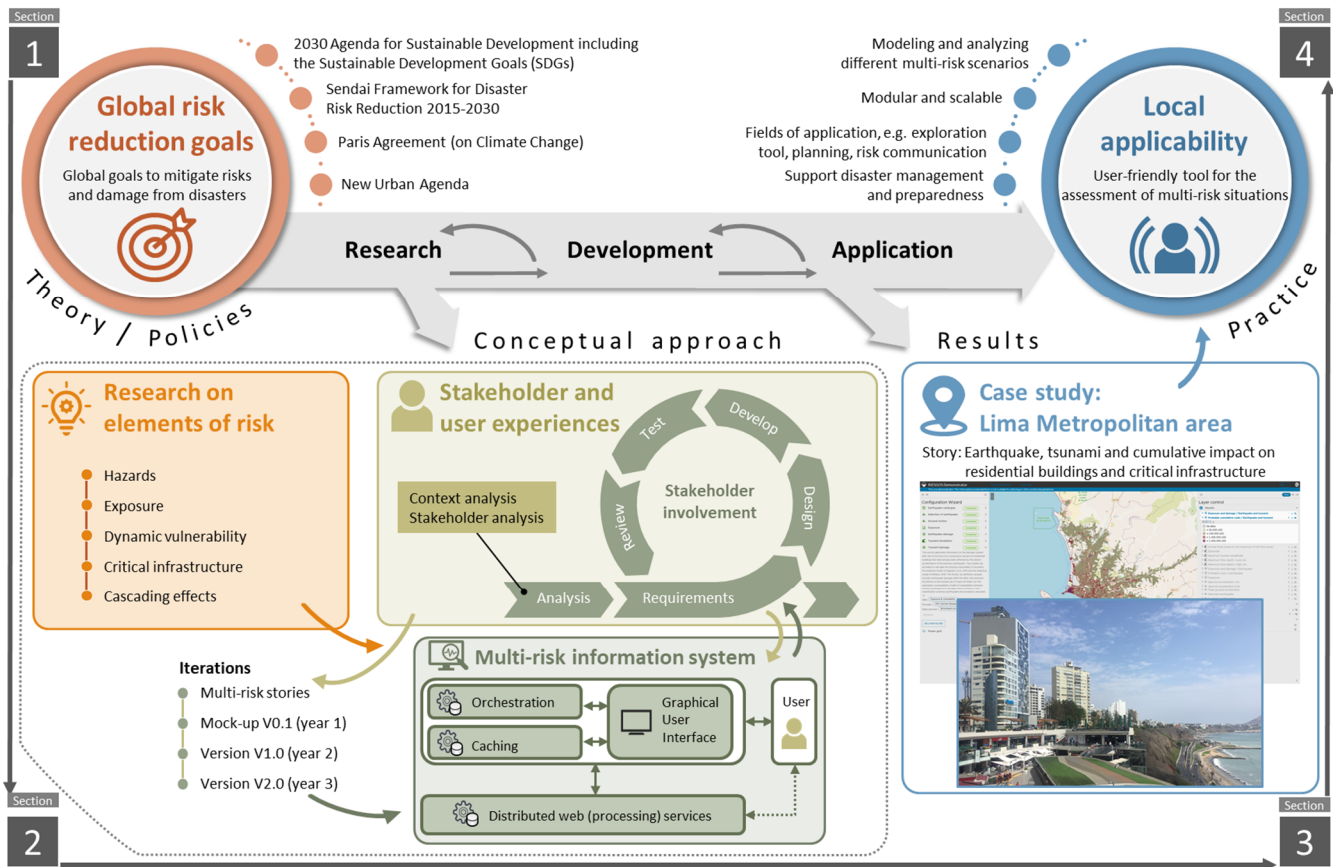 Section
1
Global risk
reduction goals
Global goals to mitigate risks
and damage from disasters
Theory / Policies
2030 Agenda for Sustainable Development including
the Sustainable Development Goals (SDGs)
Sendai Framework for Disaster
Risk Reduction 2015-2030
Paris Agreement (on Climate Change)
New Urban Agenda
Modeling and analyzing
different multi-risk scenarios
Modular and scalable
Fields of application, e.g. exploration
tool, planning, risk communication
Support disaster management
and preparedness
Section
4
Local
applicability
User-friendly tool for the
assessment of multi-risk situations
Practice
Research
Development
Application
Conceptual approach
Results
Research on
elements of risk
Hazards
Exposure
Dynamic vulnerability
Critical infrastructure
Cascading effects
Stakeholder and
user experiences
Context analysis
Stakeholder analysis
Stakeholder
involvement
Analysis
Requirements
Design
Develop
Test
Review
Iterations
Multi-risk stories
Mock-up V0.1 (year 1)
Version V1.0 (year 2)
Version V2.0 (year 3)
Multi-risk information system
Orchestration
Caching
Graphical
User
Interface
User
Distributed web (processing) services
Case study:
Lima Metropolitan area
Story: Earthquake, tsunami and cumulative impact on
residential buildings and critical infrastructure
Configuration Wizard
Layer control
Section
2
Section
3